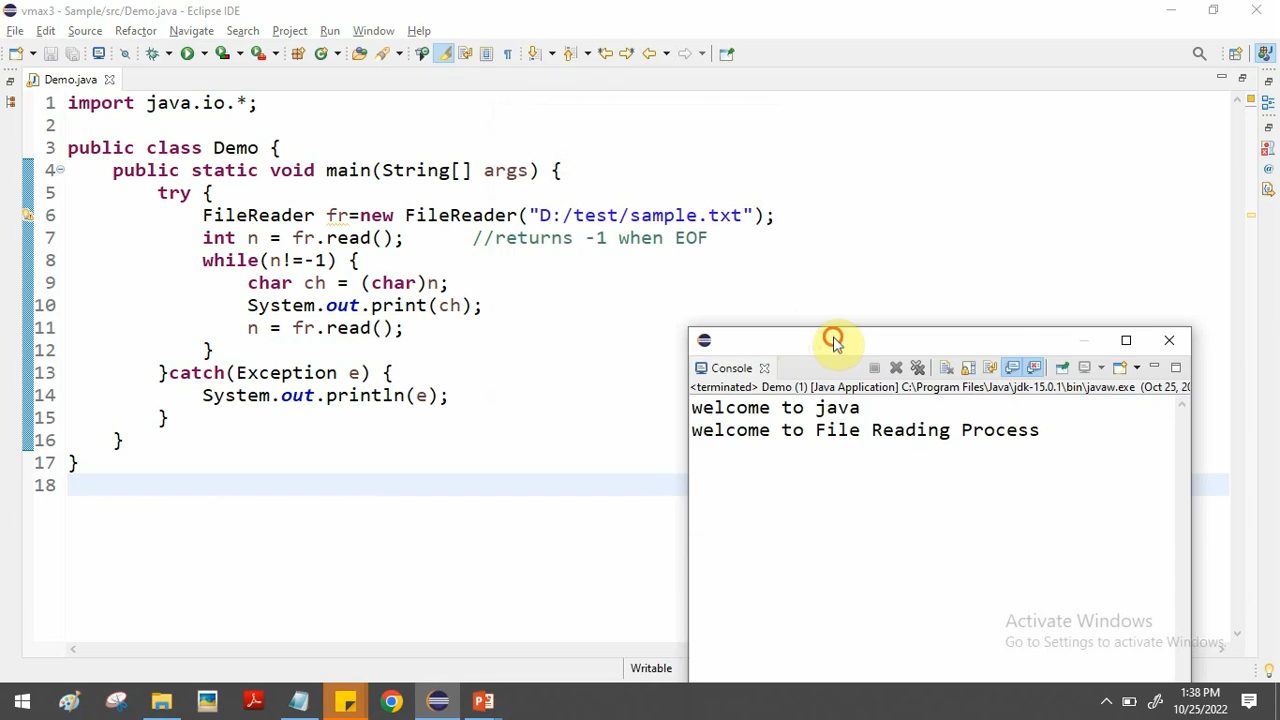 vmax3 - Sample/src/Demo.java - Eclipse IDE
File Edit Source Refactor Navigate Search Project Run Window Help
Demo.java
1 import java.io.*;
2
3 public class Demo {
4 public static void main(String[] args) {
5 try {
6 FileReader fr=new FileReader("D:/test/sample.txt");
7 int n = fr.read(); //returns -1 when EOF
8 while(n!=-1) {
9 char ch = (char)n;
10 System.out.print(ch);
11 n = fr.read();
12 }
13 }catch(Exception e) {
14 System.out.println(e);
15 }
16 }
17 }
18
Console
<terminated> Demo (1) [Java Application] C:\Program Files\Java\jdk-15.0.1\bin\javaw.exe (Oct 25, 20
welcome to java
welcome to File Reading Process
Activate Windows
Go to Settings to activate Windows.
Writable
1:38 PM
10/25/2022